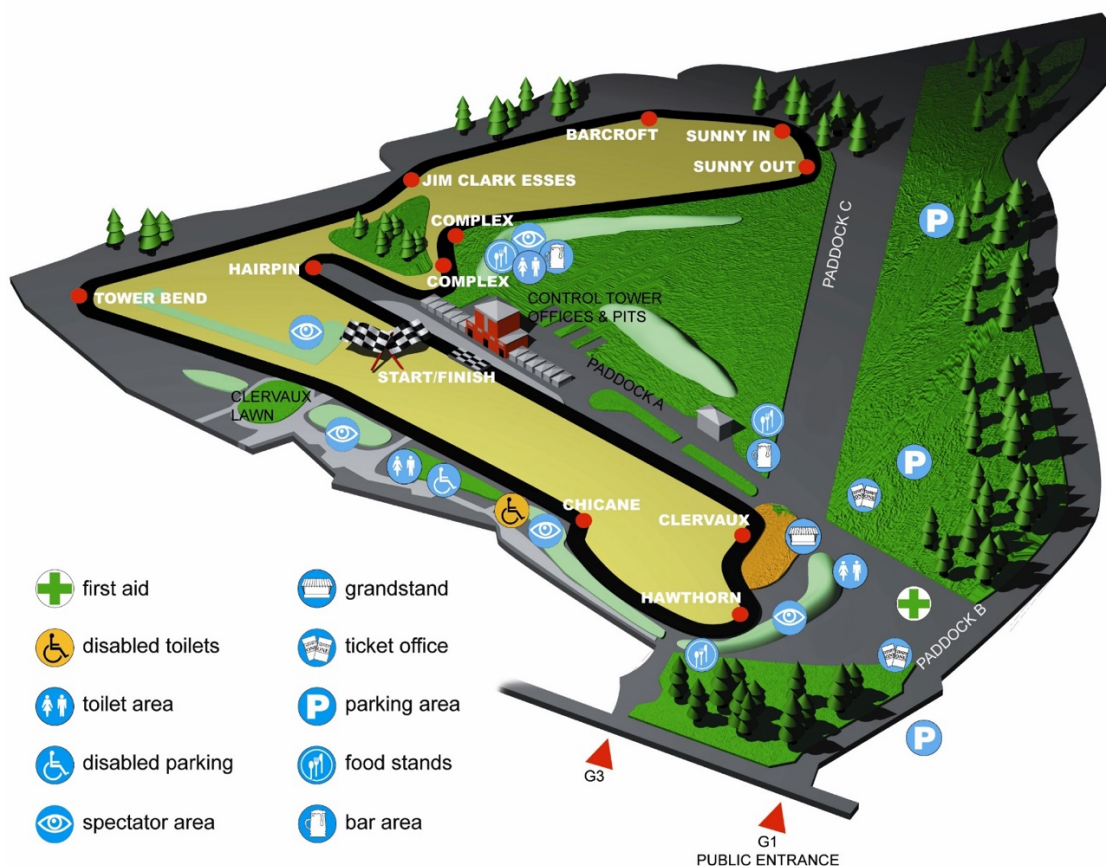 BARCROFT
SUNNY IN
SUNNY OUT
JIM CLARK ESSES
COMPLEX
HAIRPIN
COMPLEX
TOWER BEND
PADDOCK C
P
CONTROL TOWER
OFFICES & PITS
START/FINISH
PADDOCK A
CLERVAUX
LAWN
P
CHICANE
CLERVAUX
HAWTHORN
PADDOCK B
P
first aid
grandstand
disabled toilets
ticket office
toilet area
P
parking area
disabled parking
food stands
spectator area
bar area
G3
G1
PUBLIC ENTRANCE